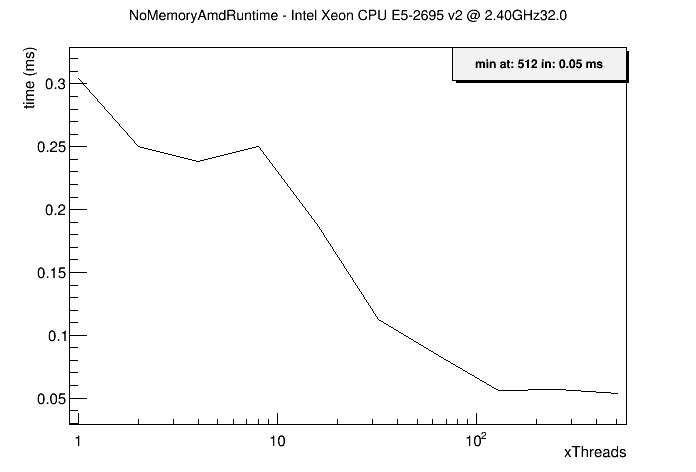 NoMemoryAmdRuntime - Intel Xeon CPU E5-2695 v2 @ 2.40GHz32.0
min at: 512 in: 0.05 ms
time (ms)
0.3
0.25
0.2
0.15
0.1
0.05
1
10
10²
xThreads